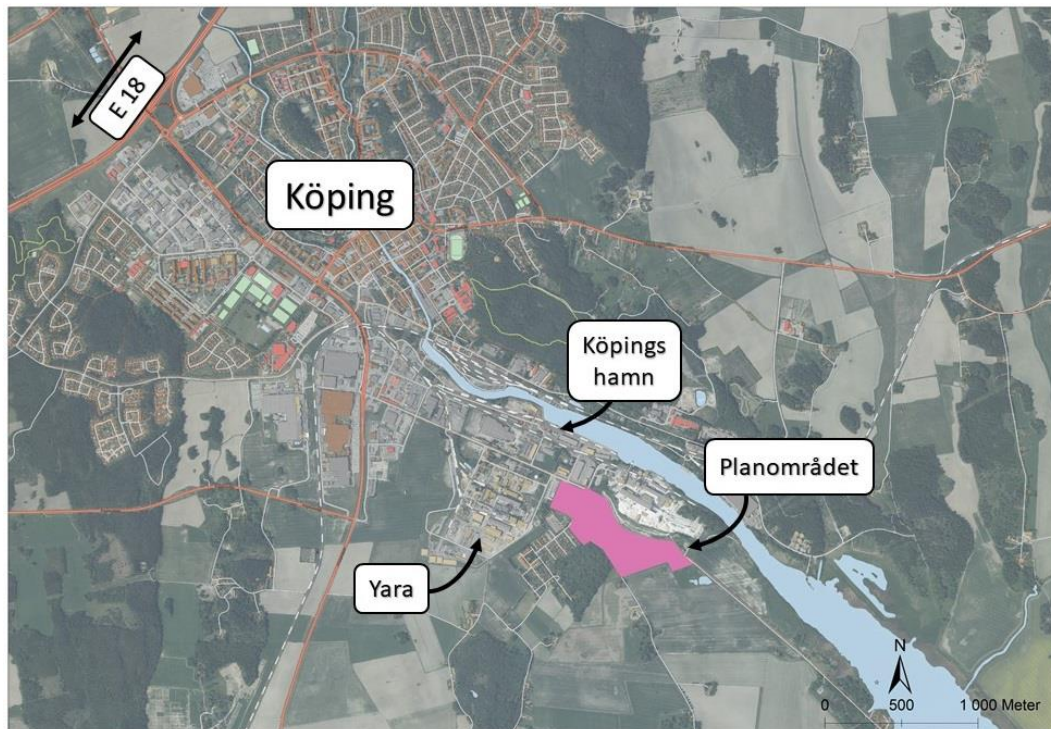 E 18
Köping
Köpings
hamn
Planområdet
Yara
N
0 500 1 000 Meter